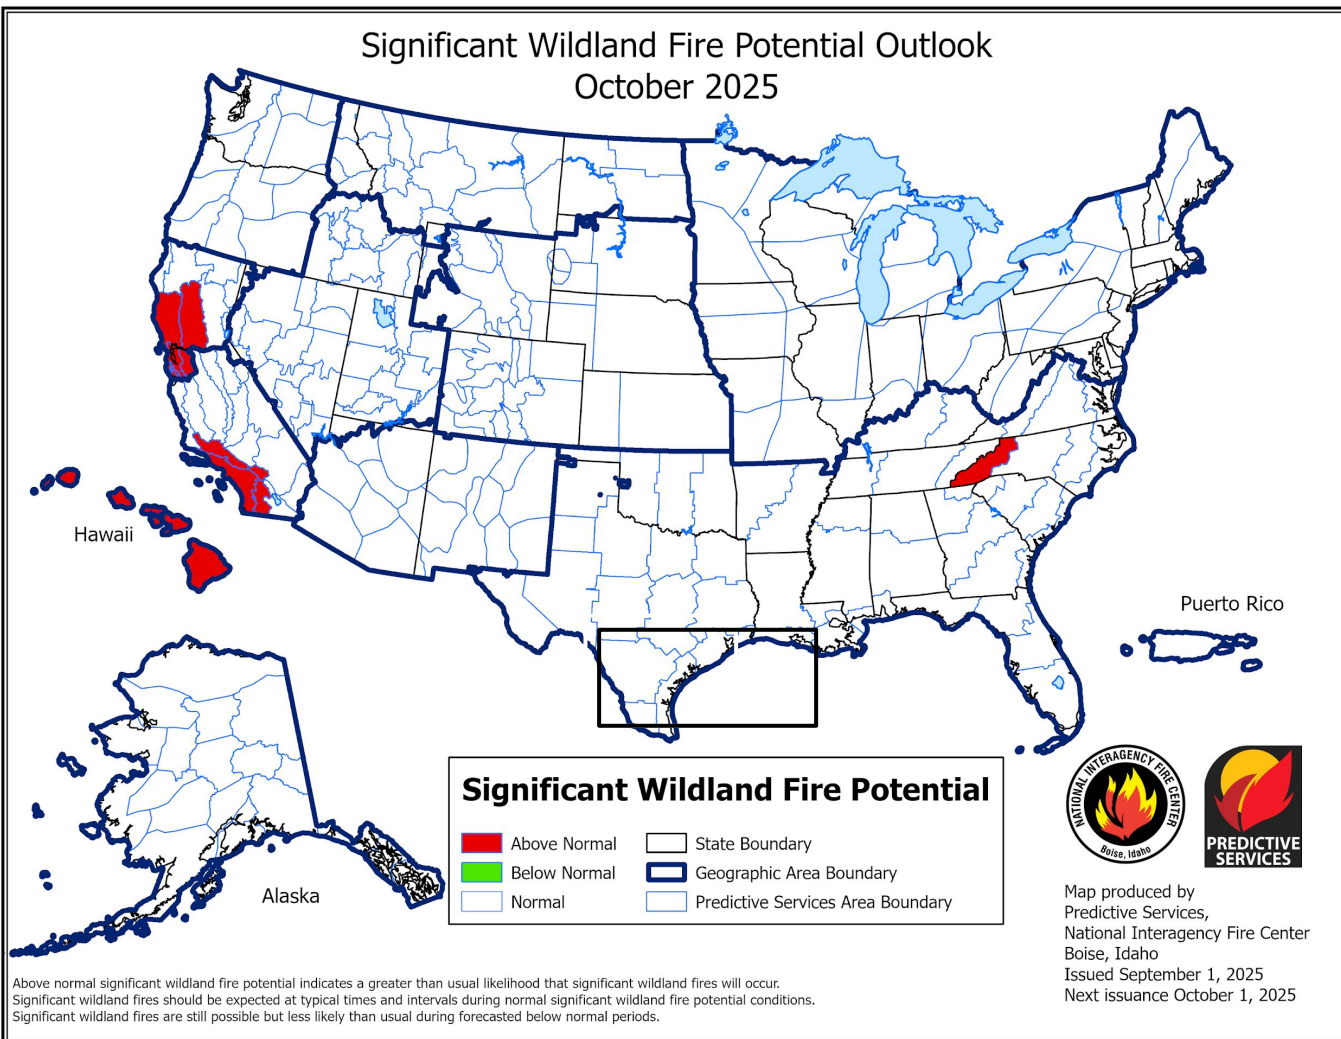 Significant Wildland Fire Potential Outlook
October 2025
Hawaii
Puerto Rico
Alaska
Significant Wildland Fire Potential
Above Normal
State Boundary
Below Normal
Geographic Area Boundary
Normal
Predictive Services Area Boundary
NATIONAL INTERAGENCY FIRE CENTER
Boise, Idaho
PREDICTIVE
SERVICES
Map produced by
Predictive Services,
National Interagency Fire Center
Boise, Idaho
Issued September 1, 2025
Next issuance October 1, 2025
Above normal significant wildland fire potential indicates a greater than usual likelihood that significant wildland fires will occur.
Significant wildland fires should be expected at typical times and intervals during normal significant wildland fire potential conditions.
Significant wildland fires are still possible but less likely than usual during forecasted below normal periods.